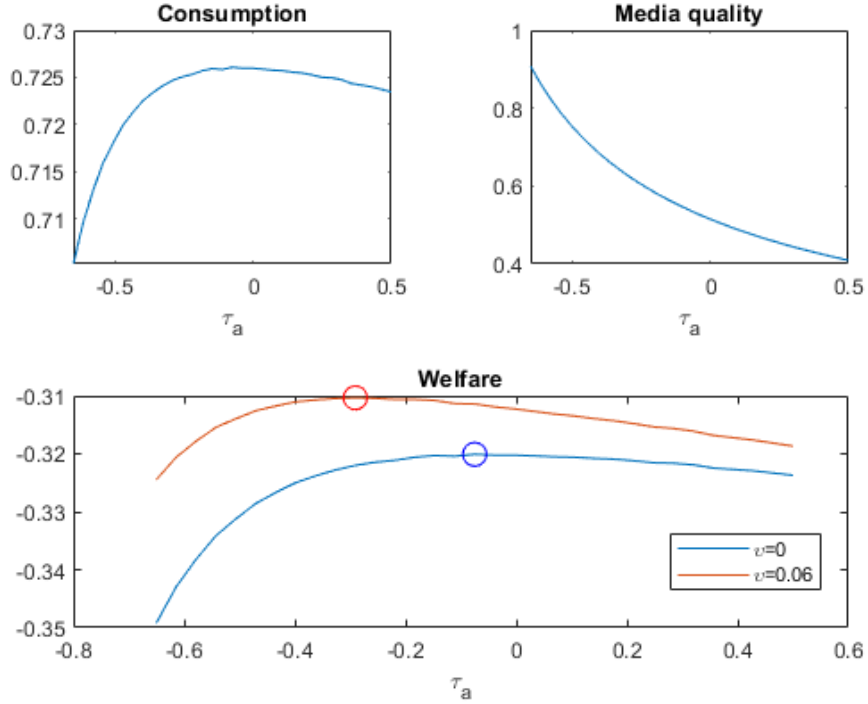 Consumption
0.73
0.725
0.72
0.715
0.71
-0.5 0 0.5
τa
Media quality
1
0.8
0.6
0.4
-0.5 0 0.5
τa
Welfare
-0.31
-0.32
-0.33
-0.34
-0.35
υ=0
υ=0.06
-0.8 -0.6 -0.4 -0.2 0 0.2 0.4 0.6
τa